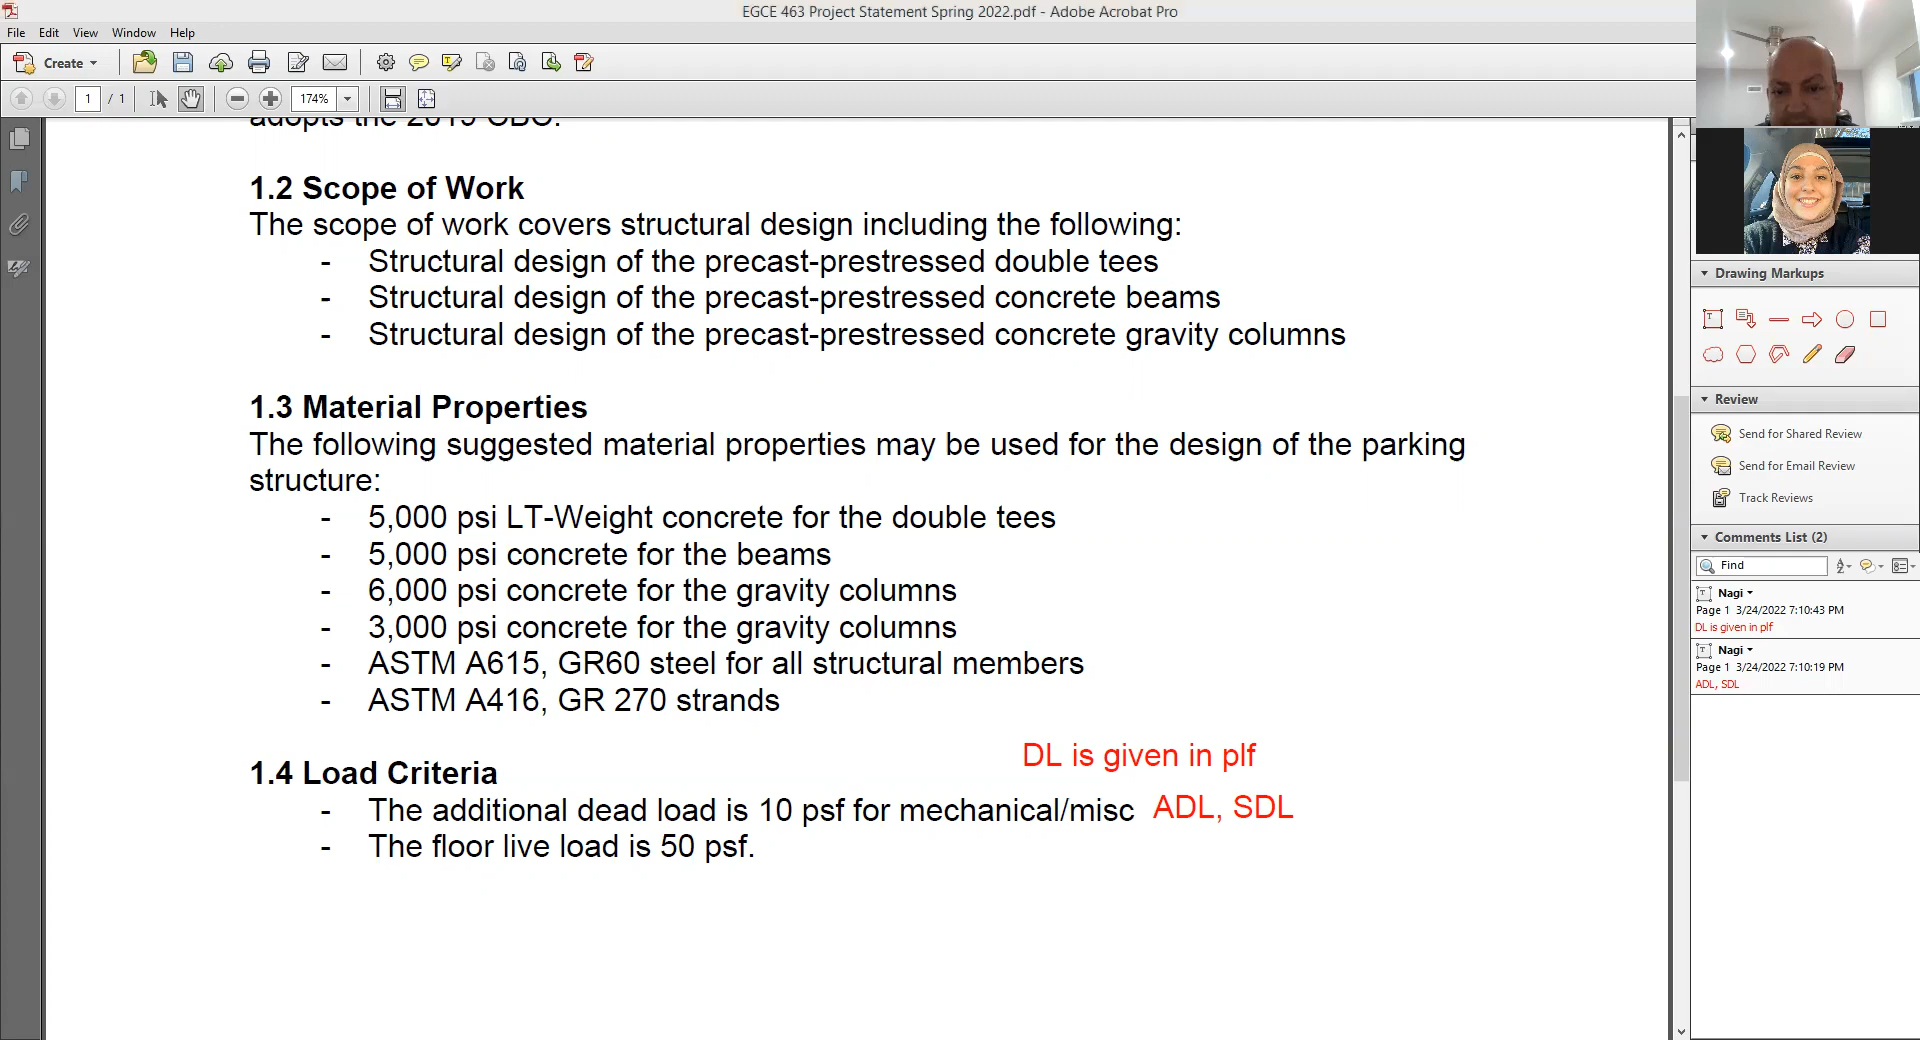 EGCE 463 Project Statement Spring 2022.pdf - Adobe Acrobat Pro
File Edit View Window Help
Create
1 / 1 174%
adopts the 2019 CBC.
1.2 Scope of Work
The scope of work covers structural design including the following:
- Structural design of the precast-prestressed double tees
- Structural design of the precast-prestressed concrete beams
- Structural design of the precast-prestressed concrete gravity columns
1.3 Material Properties
The following suggested material properties may be used for the design of the parking
structure:
- 5,000 psi LT-Weight concrete for the double tees
- 5,000 psi concrete for the beams
- 6,000 psi concrete for the gravity columns
- 3,000 psi concrete for the gravity columns
- ASTM A615, GR60 steel for all structural members
- ASTM A416, GR 270 strands
DL is given in plf
1.4 Load Criteria
- The additional dead load is 10 psf for mechanical/misc ADL, SDL
- The floor live load is 50 psf.
Drawing Markups
Review
Send for Shared Review
Send for Email Review
Track Reviews
Comments List (2)
Find
Nagi
Page 1 3/24/2022 7:10:43 PM
DL is given in plf
Nagi
Page 1 3/24/2022 7:10:19 PM
ADL, SDL